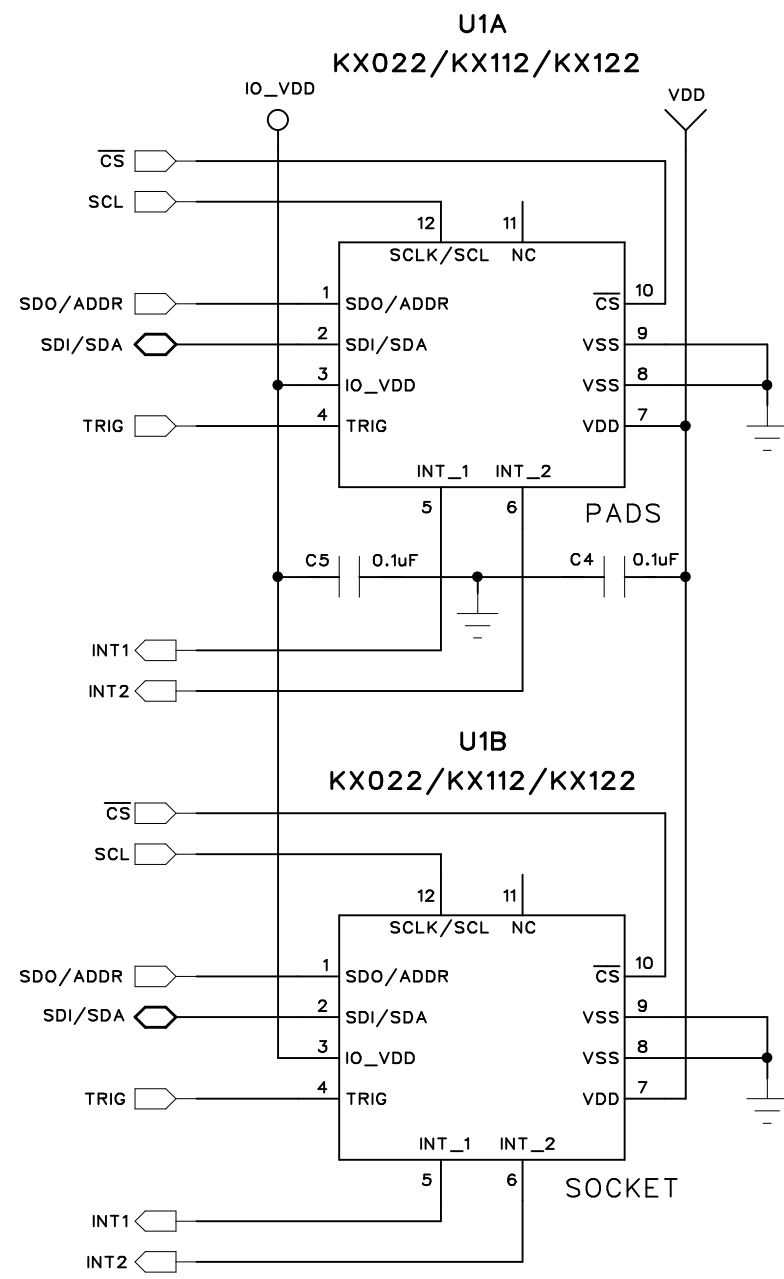 U1A
KX022/KX112/KX122
IO_VDD
VDD
CS
SCL
12
11
SCLK/SCL NC
SDO/ADDR
1
SDO/ADDR
CS
10
SDI/SDA
2
SDI/SDA
VSS
9
3
IO_VDD
VSS
8
TRIG
4
TRIG
VDD
7
INT_1 INT_2
5
6
PADS
C5 0.1uF
C4 0.1uF
INT1
INT2
U1B
KX022/KX112/KX122
CS
SCL
12
11
SCLK/SCL NC
SDO/ADDR
1
SDO/ADDR
CS
10
SDI/SDA
2
SDI/SDA
VSS
9
3
IO_VDD
VSS
8
TRIG
4
TRIG
VDD
7
INT_1 INT_2
5
6
SOCKET
INT1
INT2